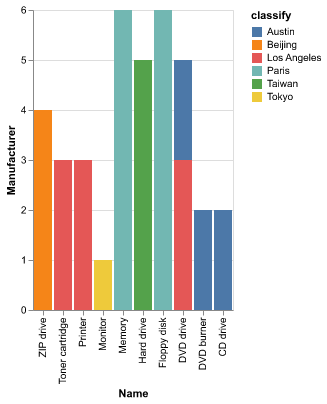 classify
Austin
Beijing
Los Angeles
Paris
Taiwan
Tokyo
Manufacturer
6
5
4
3
2
1
0
ZIP drive
Toner cartridge
Printer
Monitor
Memory
Hard drive
Floppy disk
DVD drive
DVD burner
CD drive
Name